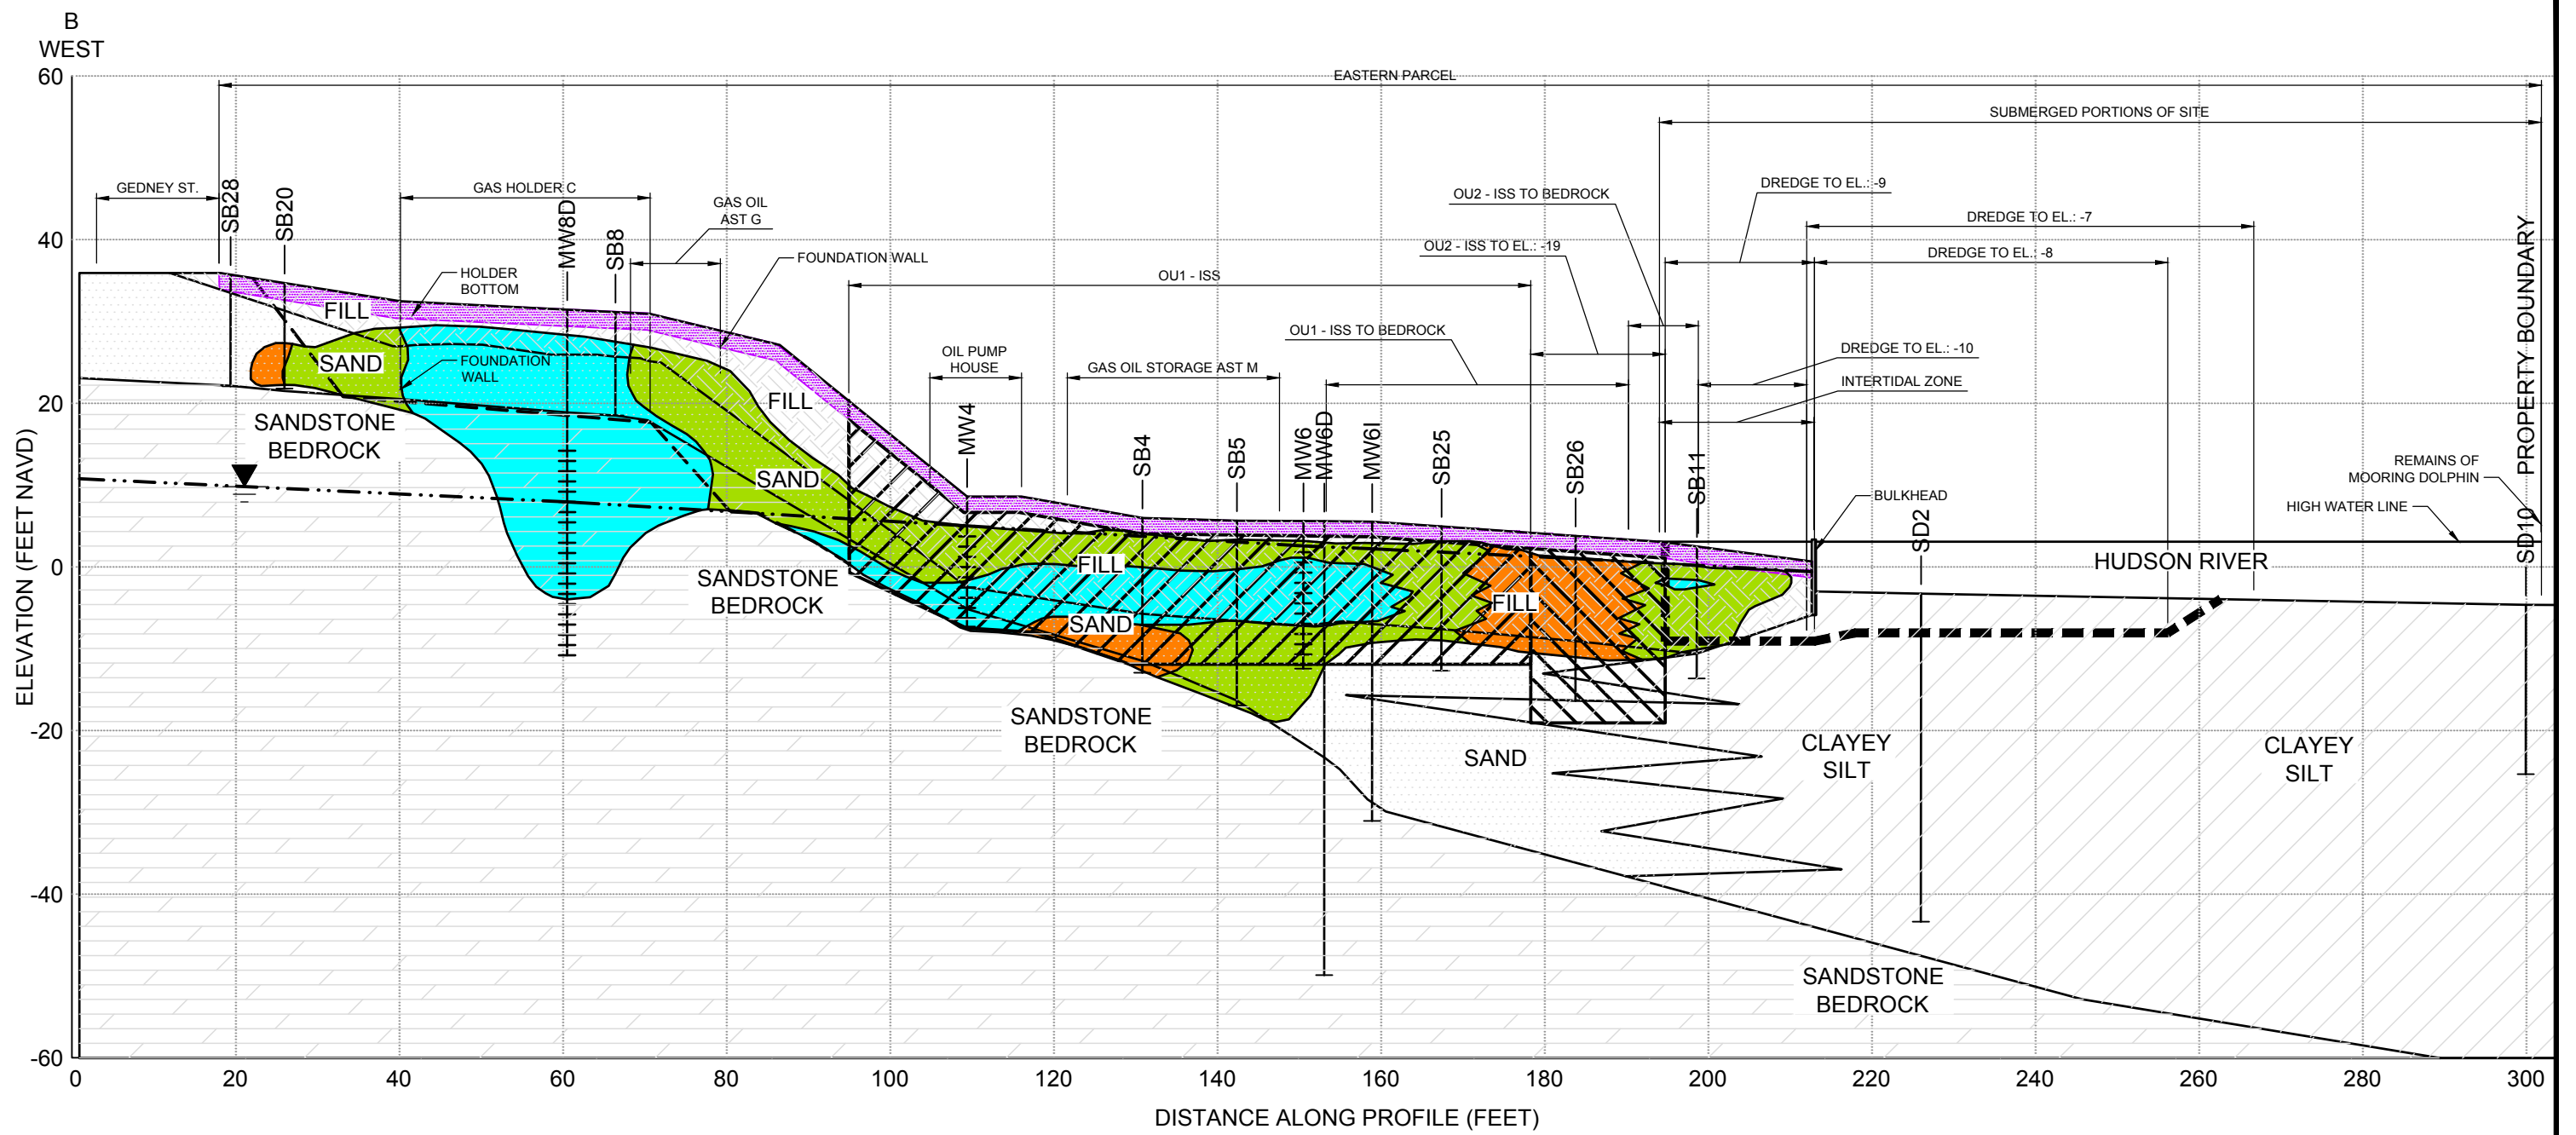 B
WEST
EASTERN PARCEL
SUBMERGED PORTIONS OF SITE
GEDNEY ST.
SB28
SB20
GAS HOLDER C
MW8D
SB8
GAS OIL
AST G
FOUNDATION WALL
HOLDER
BOTTOM
FOUNDATION
WALL
OU1 - ISS
OU2 - ISS TO BEDROCK
OU2 - ISS TO EL.: -19
OU1 - ISS TO BEDROCK
DREDGE TO EL.: -9
DREDGE TO EL.: -7
DREDGE TO EL.: -8
DREDGE TO EL.: -10
INTERTIDAL ZONE
OIL PUMP
HOUSE
GAS OIL STORAGE AST M
MW4
SB4
SB5
MW6
MW6D
MW6I
SB25
SB26
SB11
BULKHEAD
SD2
REMAINS OF
MOORING DOLPHIN
HIGH WATER LINE
PROPERTY BOUNDARY
SD10
HUDSON RIVER
FILL
SAND
SANDSTONE
BEDROCK
FILL
SAND
SANDSTONE
BEDROCK
FILL
SAND
FILL
SANDSTONE
BEDROCK
SAND
CLAYEY
SILT
CLAYEY
SILT
SANDSTONE
BEDROCK
ELEVATION (FEET NAVD)
60
40
20
0
-20
-40
-60
0
20
40
60
80
100
120
140
160
180
200
220
240
260
280
300
DISTANCE ALONG PROFILE (FEET)